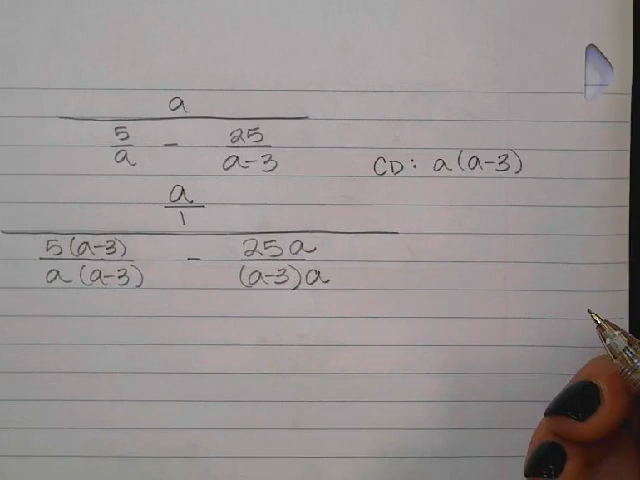 a
5/a - 25/(a-3)
CD: a(a-3)
a/1
5(a-3)/a(a-3) - 25a/(a-3)a